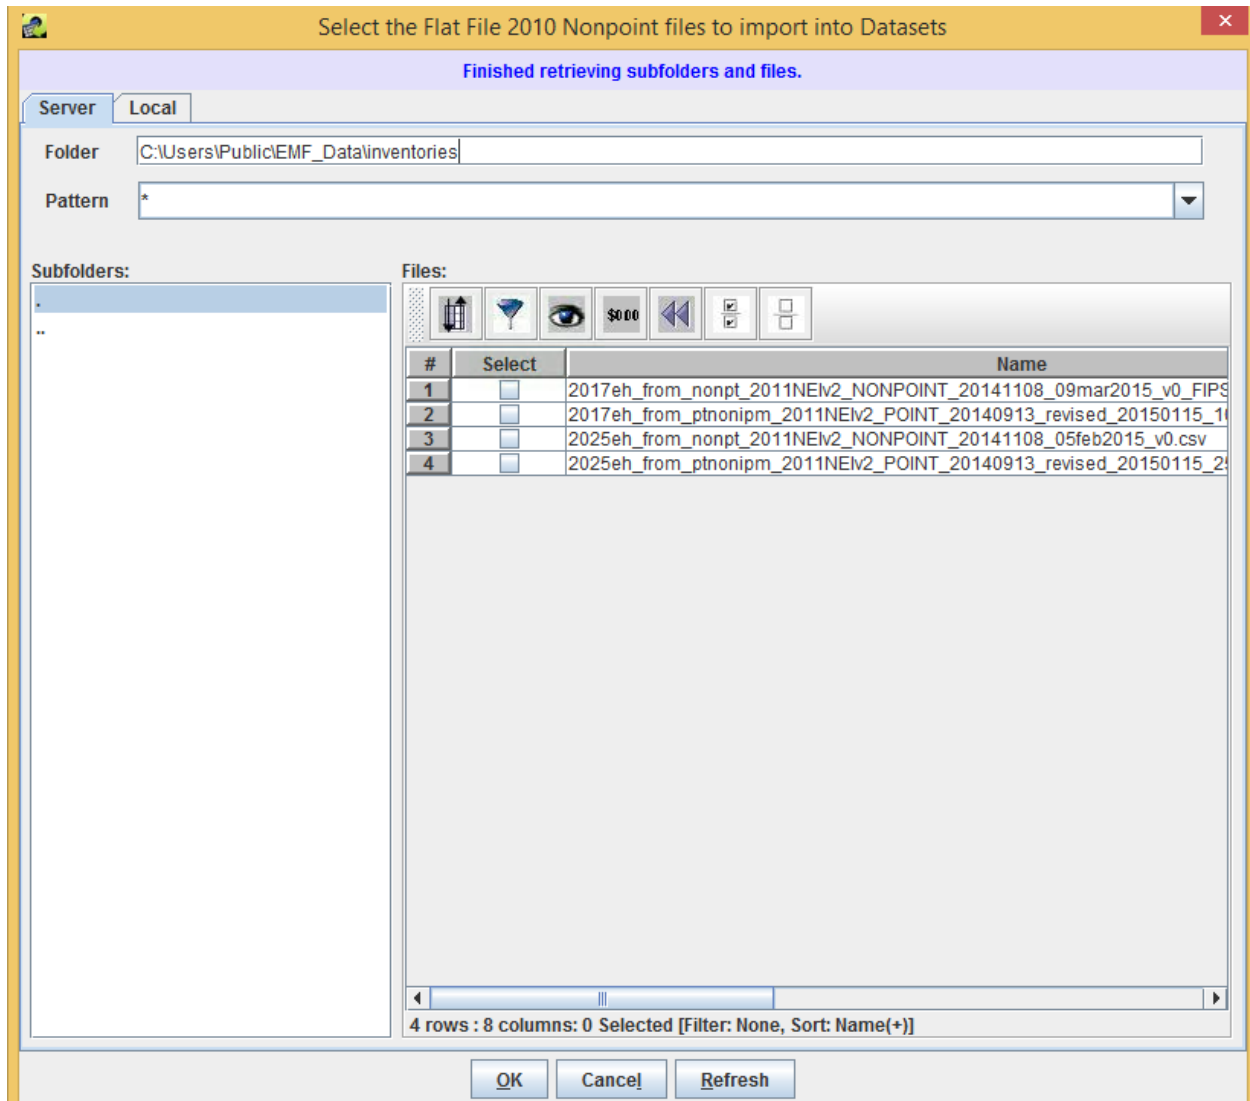 Select the Flat File 2010 Nonpoint files to import into Datasets
Finished retrieving subfolders and files.
Server Local
Folder C:\Users\Public\EMF_Data\inventories
Pattern *
Subfolders: Files:
.
..
$0.00
# Select Name
1 2017eh_from_nonpt_2011NEIv2_NONPOINT_20141108_09mar2015_v0_FIPS
2 2017eh_from_ptnonipm_2011NEIv2_POINT_20140913_revised_20150115_1
3 2025eh_from_nonpt_2011NEIv2_NONPOINT_20141108_05feb2015_v0.csv
4 2025eh_from_ptnonipm_2011NEIv2_POINT_20140913_revised_20150115_2
4 rows : 8 columns: 0 Selected [Filter: None, Sort: Name(+)]
OK Cancel Refresh